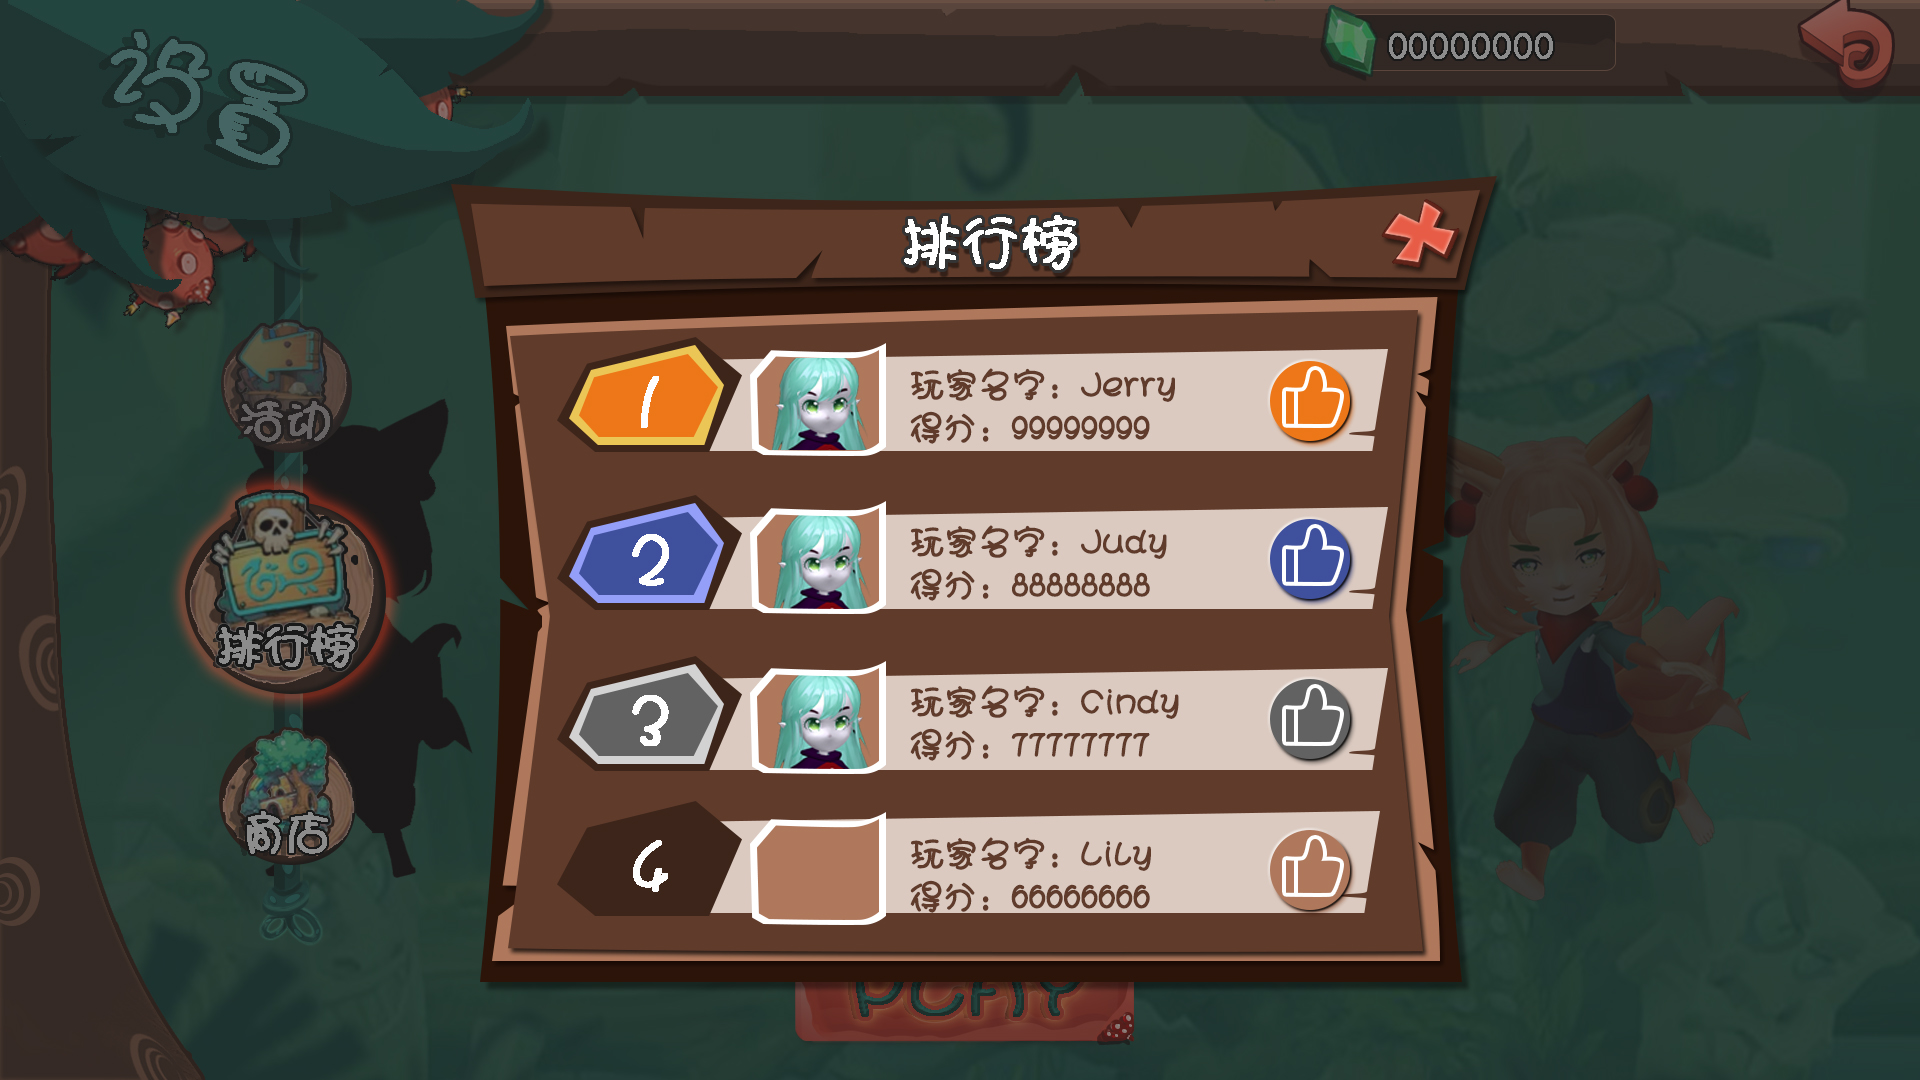 设置
00000000
排行榜
活动
排行榜
商店
1
玩家名字：Jerry
得分：99999999
2
玩家名字：Judy
得分：88888888
3
玩家名字：Cindy
得分：77777777
4
玩家名字：Lily
得分：66666666
PLAY